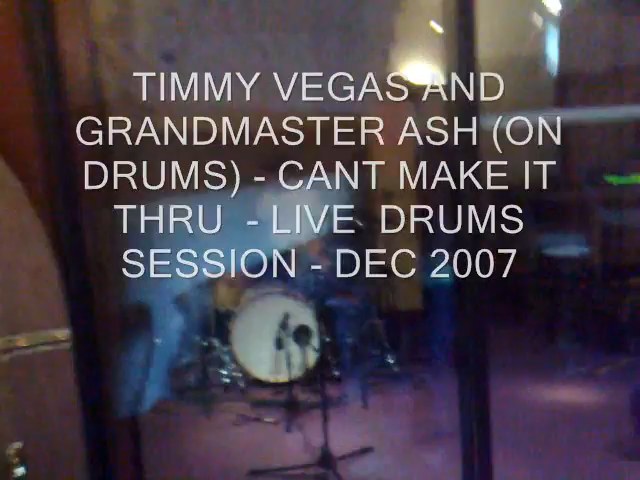 TIMMY VEGAS AND
GRANDMASTER ASH (ON
DRUMS) - CANT MAKE IT
THRU  - LIVE  DRUMS
SESSION - DEC 2007